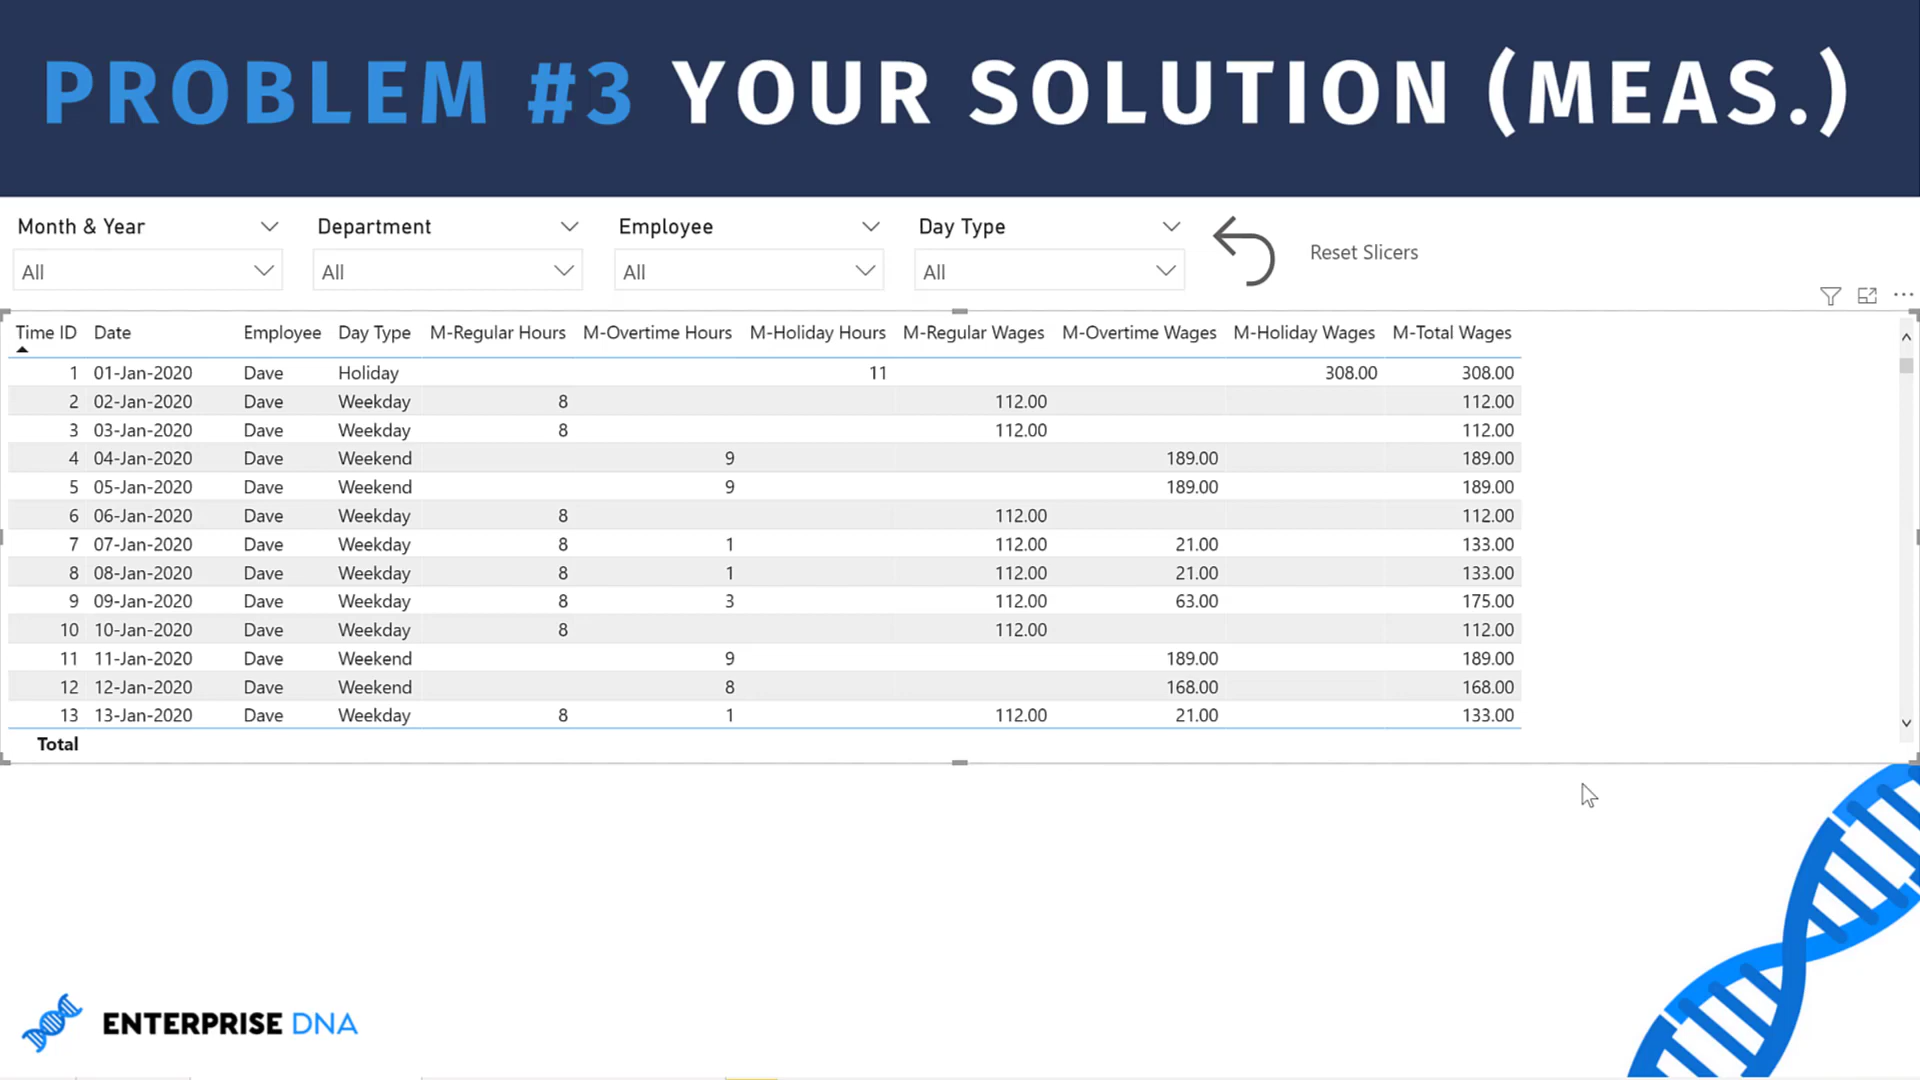 PROBLEM #3 YOUR SOLUTION (MEAS.)
Month & Year Department Employee Day Type
All All All All Reset Slicers
Time ID Date Employee Day Type M-Regular Hours M-Overtime Hours M-Holiday Hours M-Regular Wages M-Overtime Wages M-Holiday Wages M-Total Wages
1 01-Jan-2020 Dave Holiday 11 308.00 308.00
2 02-Jan-2020 Dave Weekday 8 112.00 112.00
3 03-Jan-2020 Dave Weekday 8 112.00 112.00
4 04-Jan-2020 Dave Weekend 9 189.00 189.00
5 05-Jan-2020 Dave Weekend 9 189.00 189.00
6 06-Jan-2020 Dave Weekday 8 112.00 112.00
7 07-Jan-2020 Dave Weekday 8 1 112.00 21.00 133.00
8 08-Jan-2020 Dave Weekday 8 1 112.00 21.00 133.00
9 09-Jan-2020 Dave Weekday 8 3 112.00 63.00 175.00
10 10-Jan-2020 Dave Weekday 8 112.00 112.00
11 11-Jan-2020 Dave Weekend 9 189.00 189.00
12 12-Jan-2020 Dave Weekend 8 168.00 168.00
13 13-Jan-2020 Dave Weekday 8 1 112.00 21.00 133.00
Total
ENTERPRISE DNA